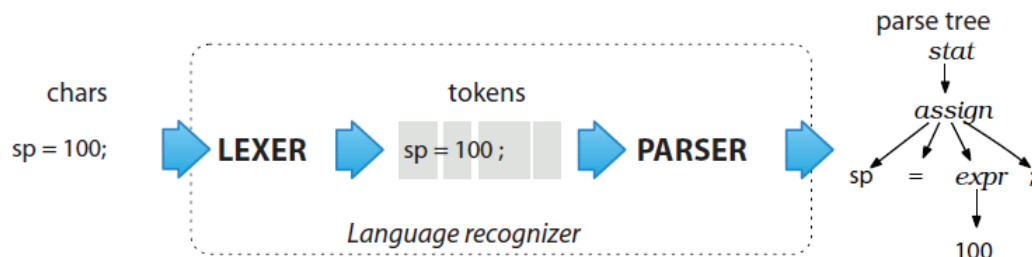 parse tree
stat
chars
tokens
assign
sp = 100;
LEXER
sp = 100 ;
PARSER
sp = expr ;
Language recognizer
100